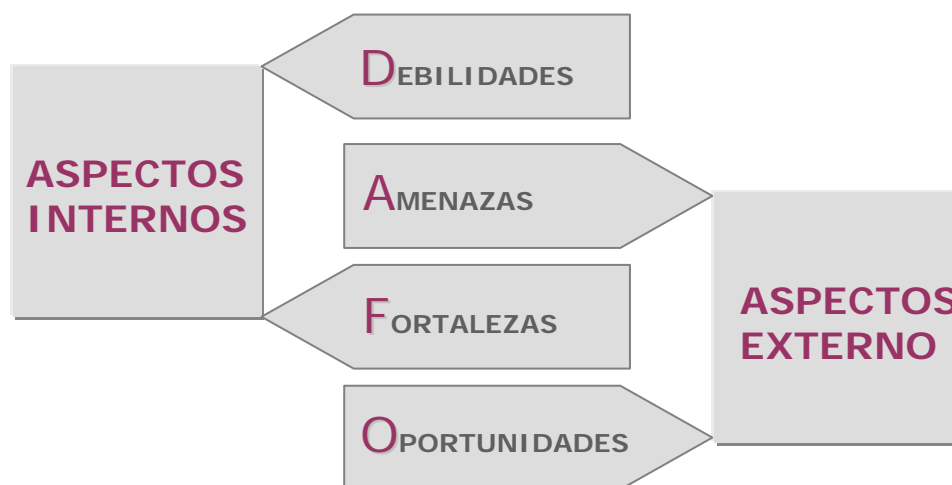 DEBILIDADES
ASPECTOS
INTERNOS
AMENAZAS
FORTALEZAS
ASPECTOS
EXTERNO
OPORTUNIDADES